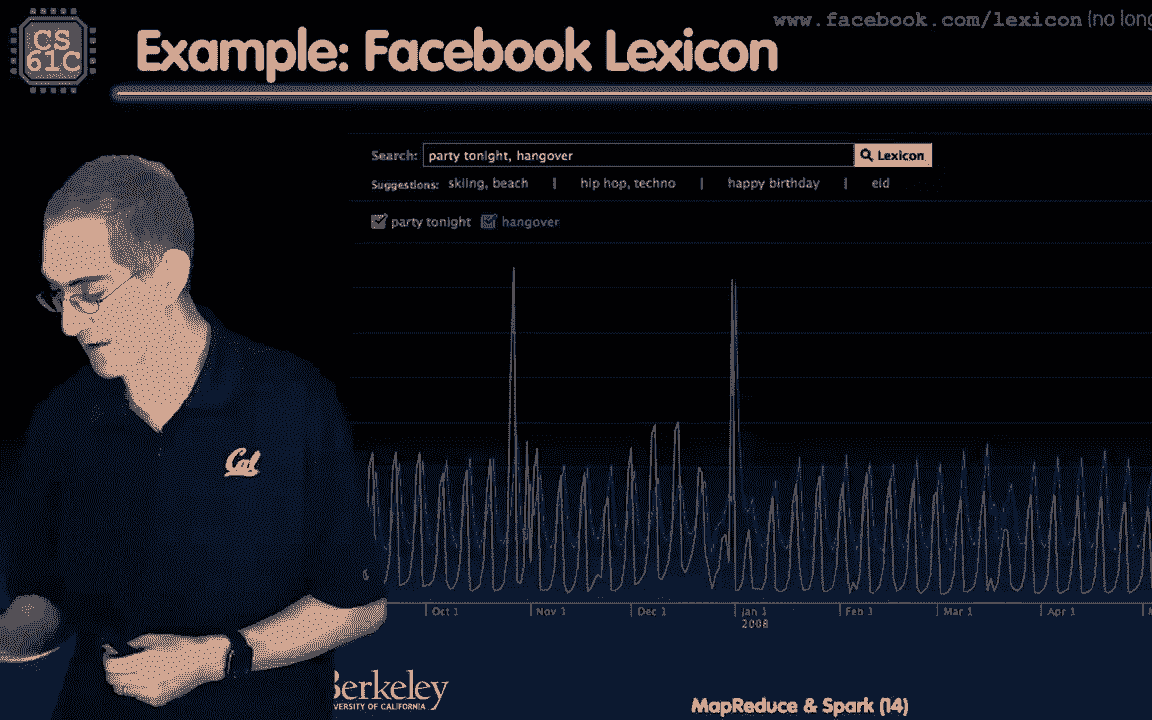 www.facebook.com/lexicon (no long
CS
61C
Example: Facebook Lexicon
Search: party tonight, hangover Lexicon
Suggestions: skiing, beach | hip hop, techno | happy birthday | eid
party tonight hangover
Oct 1 Nov 1 Dec 1 Jan 1 Feb 1 Mar 1 Apr 1
2008
Cal
Berkeley
UNIVERSITY OF CALIFORNIA
MapReduce & Spark (14)